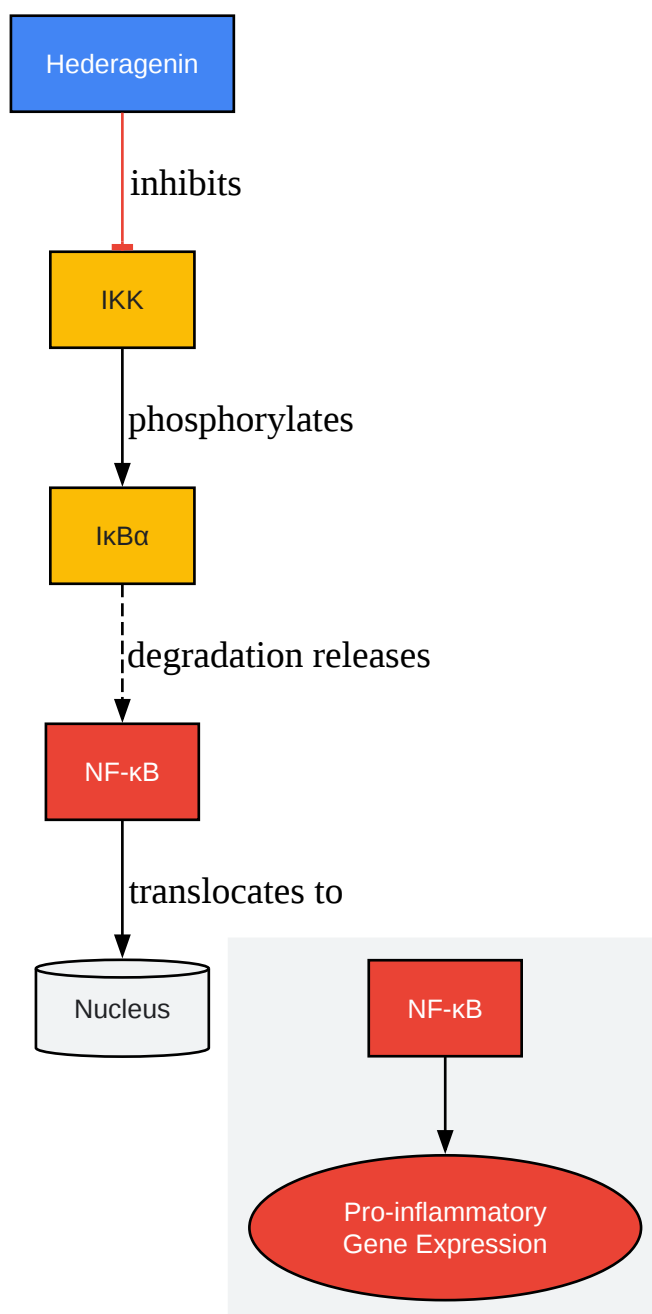 Hederagenin
inhibits
IKK
phosphorylates
IκBα
degradation releases
NF-κB
translocates to
Nucleus
NF-κB
Pro-inflammatory
Gene Expression